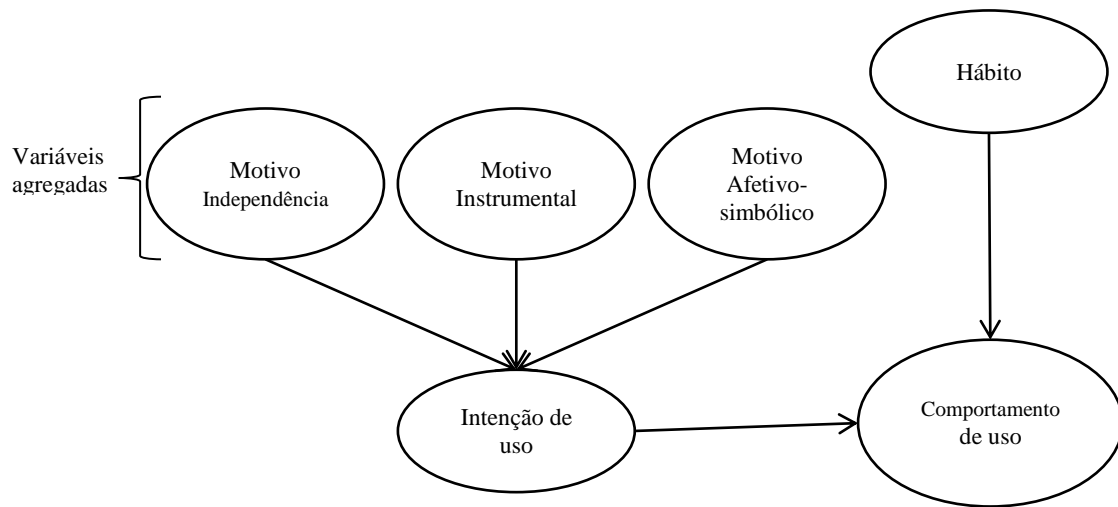 Hábito
Variáveis
agregadas
Motivo
Independência
Motivo
Instrumental
Motivo
Afetivo-
simbólico
Intenção de
uso
Comportamento
de uso